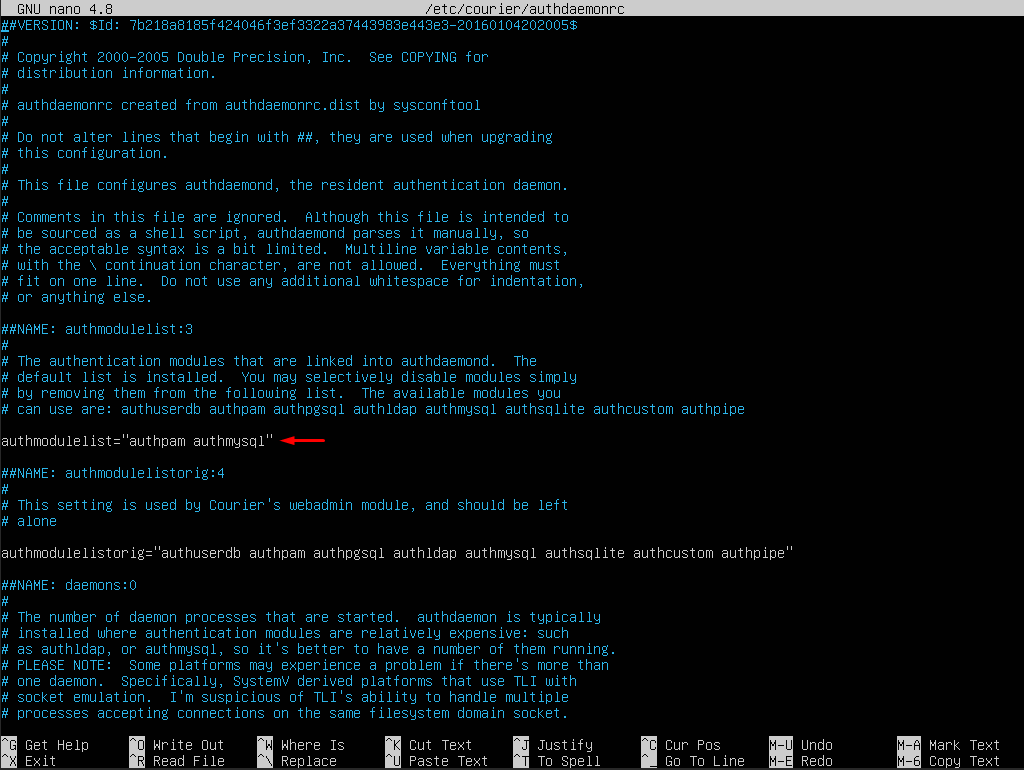 GNU nano 4.8 /etc/courier/authdaemonrc
##VERSION: $Id: 7b218a8185f424046f3ef3322a37443983e443e3-20160104202005$
#
# Copyright 2000-2005 Double Precision, Inc.  See COPYING for
# distribution information.
#
# authdaemonrc created from authdaemonrc.dist by sysconftool
#
# Do not alter lines that begin with ##, they are used when upgrading
# this configuration.
#
# This file configures authdaemond, the resident authentication daemon.
#
# Comments in this file are ignored.  Although this file is intended to
# be sourced as a shell script, authdaemond parses it manually, so
# the acceptable syntax is a bit limited.  Multiline variable contents,
# with the \ continuation character, are not allowed.  Everything must
# fit on one line.  Do not use any additional whitespace for indentation,
# or anything else.
##NAME: authmodulelist:3
#
# The authentication modules that are linked into authdaemond.  The
# default list is installed.  You may selectively disable modules simply
# by removing them from the following list.  The available modules you
# can use are: authuserdb authpam authpgsql authldap authmysql authsqlite authcustom authpipe
authmodulelist="authpam authmysql"
##NAME: authmodulelistorig:4
#
# This setting is used by Courier's webadmin module, and should be left
# alone
authmodulelistorig="authuserdb authpam authpgsql authldap authmysql authsqlite authcustom authpipe"
##NAME: daemons:0
#
# The number of daemon processes that are started.  authdaemon is typically
# installed where authentication modules are relatively expensive: such
# as authldap, or authmysql, so it's better to have a number of them running.
# PLEASE NOTE:  Some platforms may experience a problem if there's more than
# one daemon.  Specifically, SystemV derived platforms that use TLI with
# socket emulation.  I'm suspicious of TLI's ability to handle multiple
# processes accepting connections on the same filesystem domain socket.
^G Get Help ^O Write Out ^W Where Is ^K Cut Text ^J Justify ^C Cur Pos M-U Undo M-A Mark Text
^X Exit ^R Read File ^\ Replace ^U Paste Text ^T To Spell ^_ Go To Line M-E Redo M-6 Copy Text